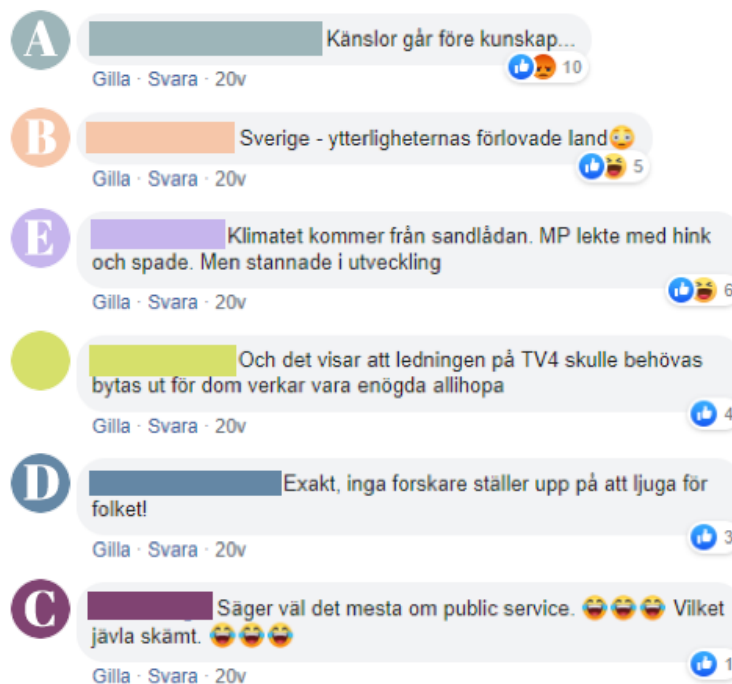 A
Känslor går före kunskap...
10
Gilla · Svara · 20v
B
Sverige - ytterligheternas förlovade land
5
Gilla · Svara · 20v
E
Klimatet kommer från sandlådan. MP lekte med hink
och spade. Men stannade i utveckling
6
Gilla · Svara · 20v
Och det visar att ledningen på TV4 skulle behövas
bytas ut för dom verkar vara enögda allihopa
4
Gilla · Svara · 20v
D
Exakt, inga forskare ställer upp på att ljuga för
folket!
3
Gilla · Svara · 20v
C
Säger väl det mesta om public service. 😂😂😂 Vilket
jävla skämt. 😂😂😂
1
Gilla · Svara · 20v